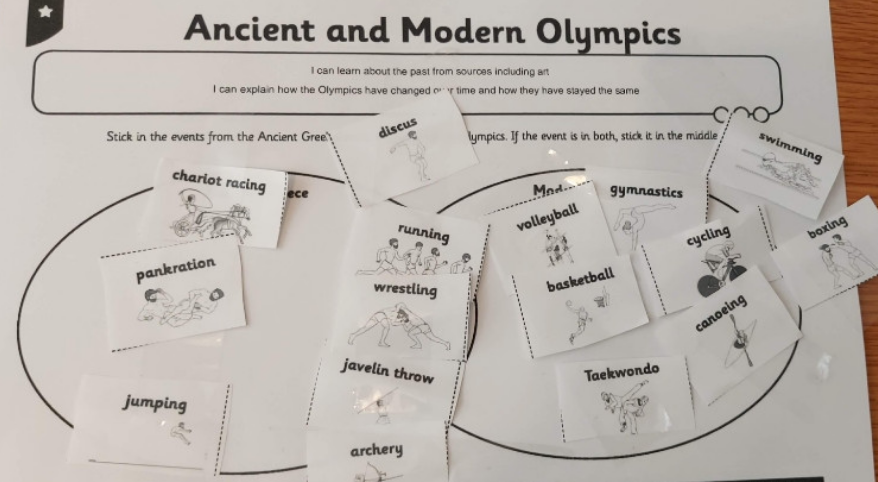 Ancient and Modern Olympics
I can learn about the past from sources including art
I can explain how the Olympics have changed time and how they have stayed the same
Stick in the events from the Ancient lympics. If the event is in both, stick it in the middle
discus
swimming
chariot racing
ece
gymnastics
volleyball
running
cycling
boxing
pankration
basketball
wrestling
canoeing
javelin throw
Taekwondo
jumping
archery